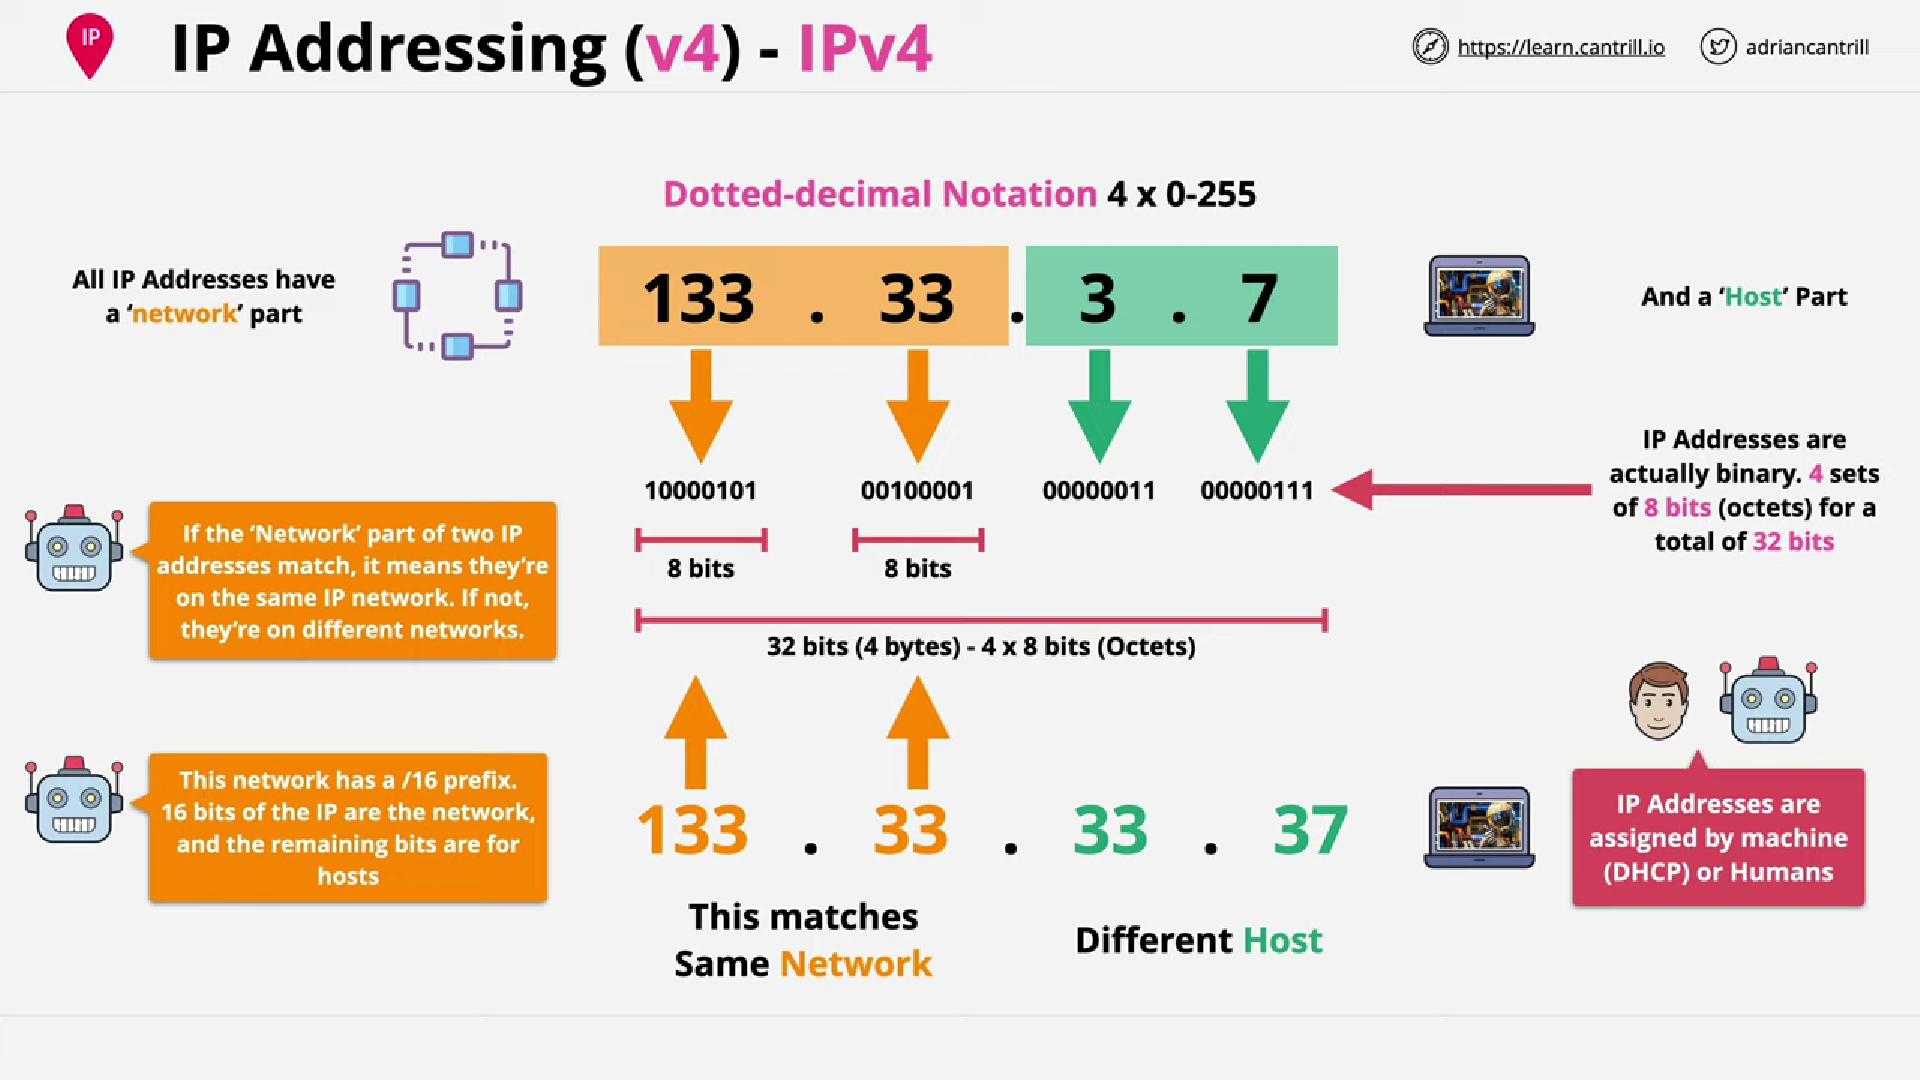 IP
IP Addressing (v4) - IPv4
https://learn.cantrill.io
adriancantrill
Dotted-decimal Notation 4 x 0-255
All IP Addresses have
a ‘network’ part
133 . 33 . 3 . 7
And a ‘Host’ Part
10000101 00100001 00000011 00000111
IP Addresses are
actually binary. 4 sets
of 8 bits (octets) for a
total of 32 bits
If the ‘Network’ part of two IP
addresses match, it means they’re
on the same IP network. If not,
they’re on different networks.
8 bits
8 bits
32 bits (4 bytes) - 4 x 8 bits (Octets)
This network has a /16 prefix.
16 bits of the IP are the network,
and the remaining bits are for
hosts
133 . 33 . 33 . 37
IP Addresses are
assigned by machine
(DHCP) or Humans
This matches
Same Network
Different Host